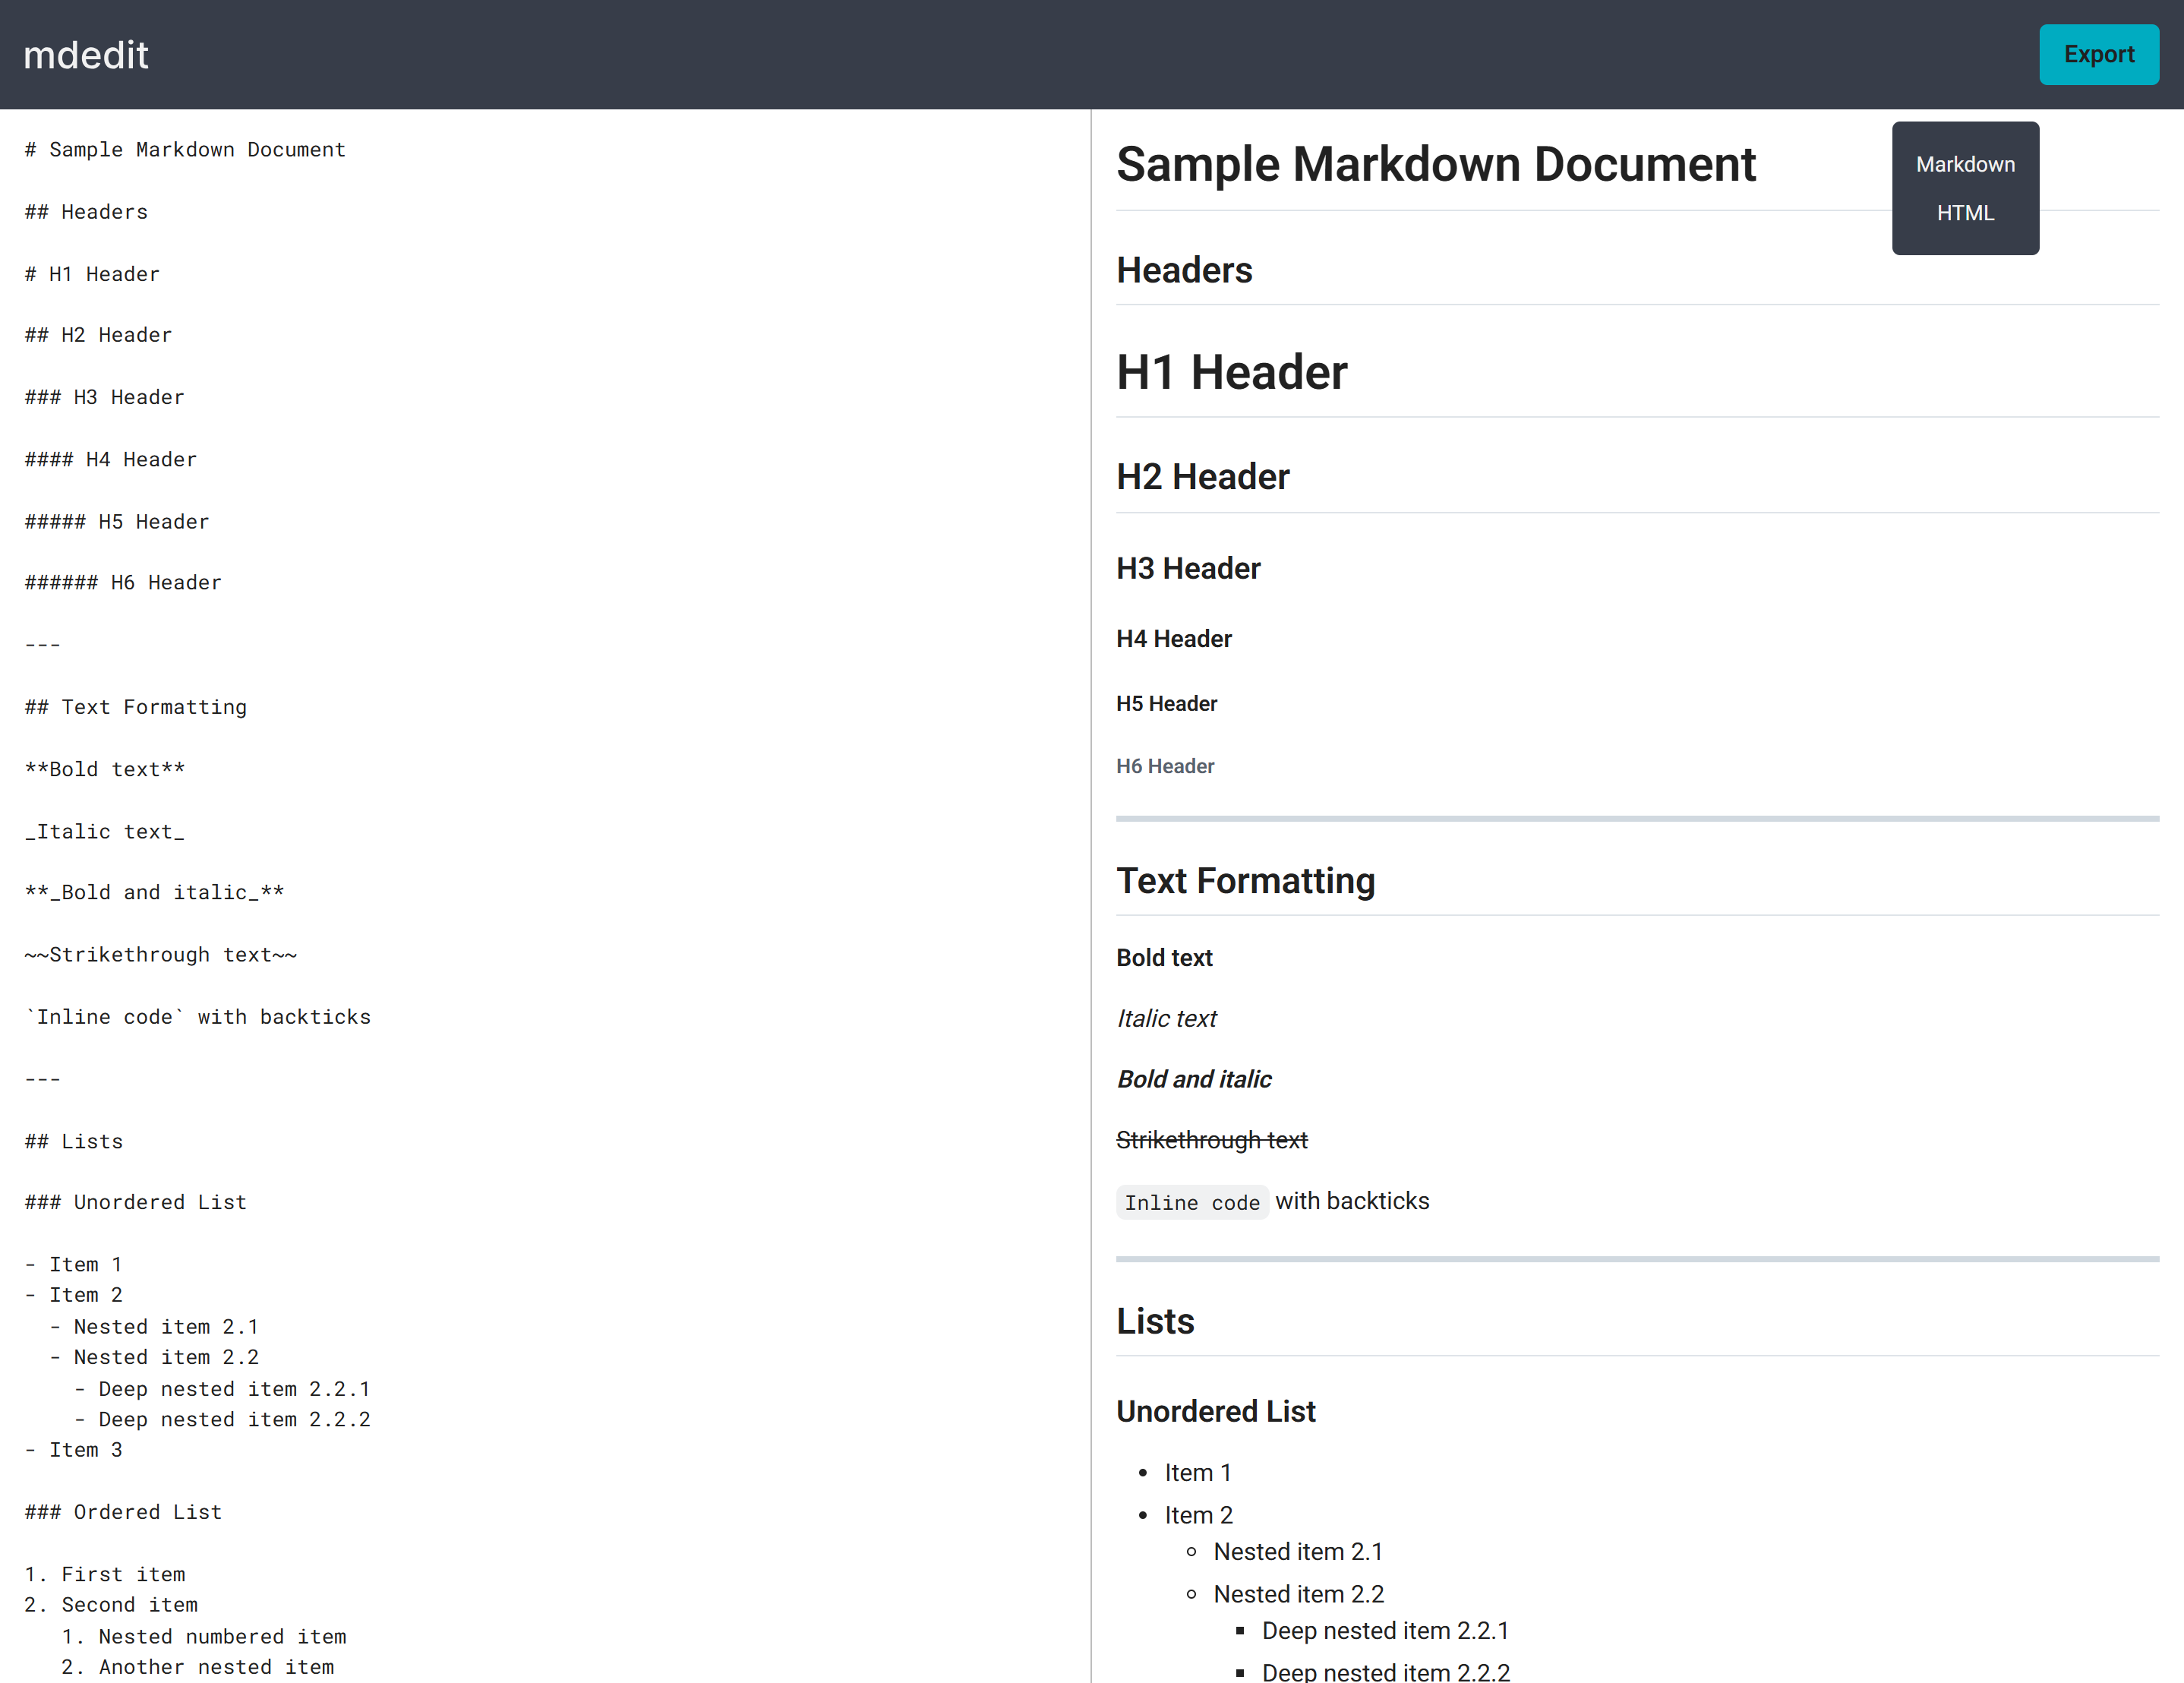 mdedit
Export
# Sample Markdown Document
## Headers
# H1 Header
## H2 Header
### H3 Header
#### H4 Header
##### H5 Header
###### H6 Header
---
## Text Formatting
**Bold text**
_Italic text_
**_Bold and italic_**
~~Strikethrough text~~
`Inline code` with backticks
---
## Lists
### Unordered List
- Item 1
- Item 2
  - Nested item 2.1
  - Nested item 2.2
    - Deep nested item 2.2.1
    - Deep nested item 2.2.2
- Item 3
### Ordered List
1. First item
2. Second item
   1. Nested numbered item
   2. Another nested item
Sample Markdown Document
Markdown
HTML
Headers
H1 Header
H2 Header
H3 Header
H4 Header
H5 Header
H6 Header
Text Formatting
Bold text
Italic text
Bold and italic
Strikethrough text
Inline code with backticks
Lists
Unordered List
• Item 1
• Item 2
◦ Nested item 2.1
◦ Nested item 2.2
▪ Deep nested item 2.2.1
▪ Deep nested item 2.2.2